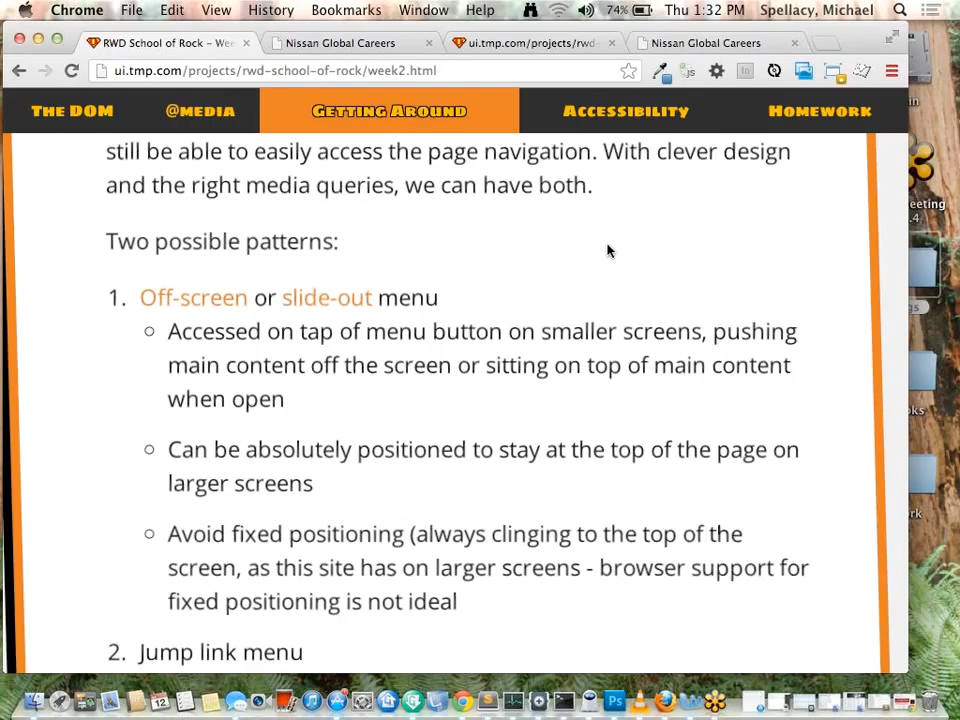 Chrome File Edit View History Bookmarks Window Help 74% Thu 1:32 PM Spellacy, Michael
RWD School of Rock – Wee
Nissan Global Careers
ui.tmp.com/projects/rwd-
Nissan Global Careers
ui.tmp.com/projects/rwd-school-of-rock/week2.html
The DOM @media Getting Around Accessibility Homework
still be able to easily access the page navigation. With clever design
and the right media queries, we can have both.
Two possible patterns:
1. Off-screen or slide-out menu
Accessed on tap of menu button on smaller screens, pushing
main content off the screen or sitting on top of main content
when open
Can be absolutely positioned to stay at the top of the page on
larger screens
Avoid fixed positioning (always clinging to the top of the
screen, as this site has on larger screens - browser support for
fixed positioning is not ideal
2. Jump link menu